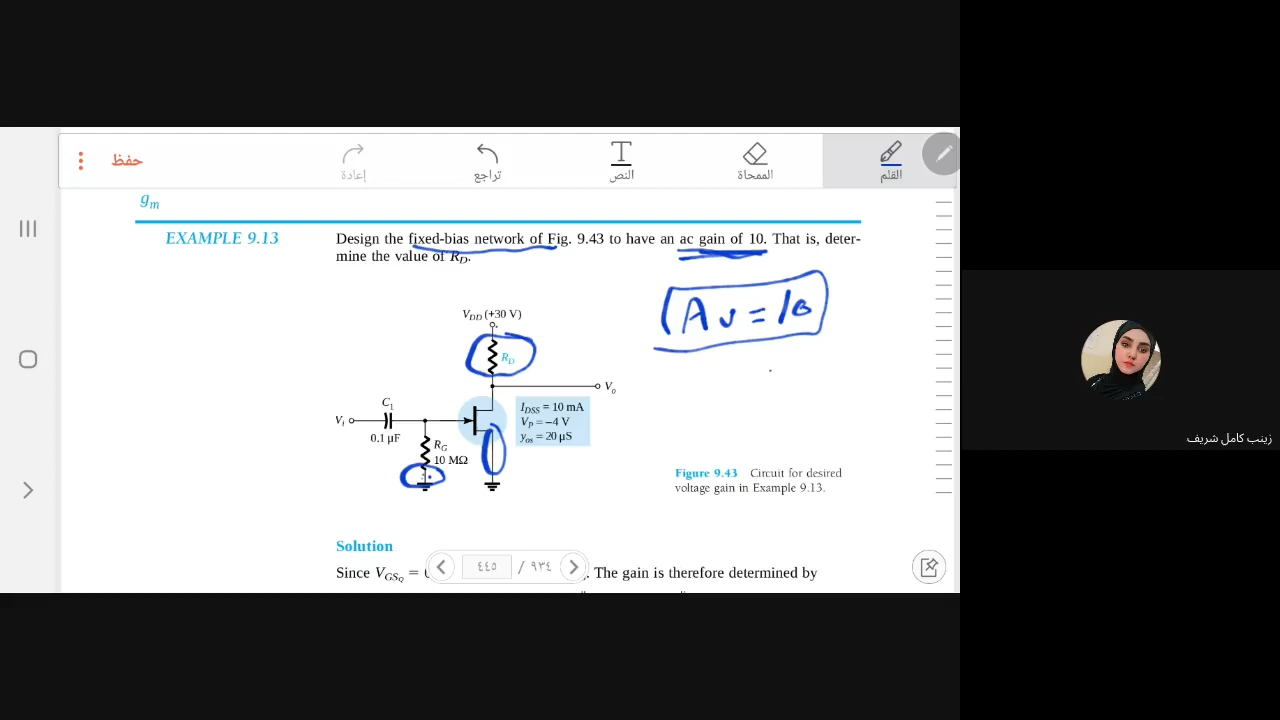 حفظ
إعادة
تراجع
النص
الممحاة
القلم
gm
EXAMPLE 9.13
Design the fixed-bias network of Fig. 9.43 to have an ac gain of 10. That is, deter-
mine the value of RD.
Av = 10
VDD (+30 V)
RD
Vo
C1
Vi
0.1 μF
IDSS = 10 mA
VP = −4 V
yos = 20 μS
RG
10 MΩ
Figure 9.43 Circuit for desired
voltage gain in Example 9.13.
Solution
Since VGSQ =
٤٤٥ / ٩٣٤
. The gain is therefore determined by
زينب كامل شريف